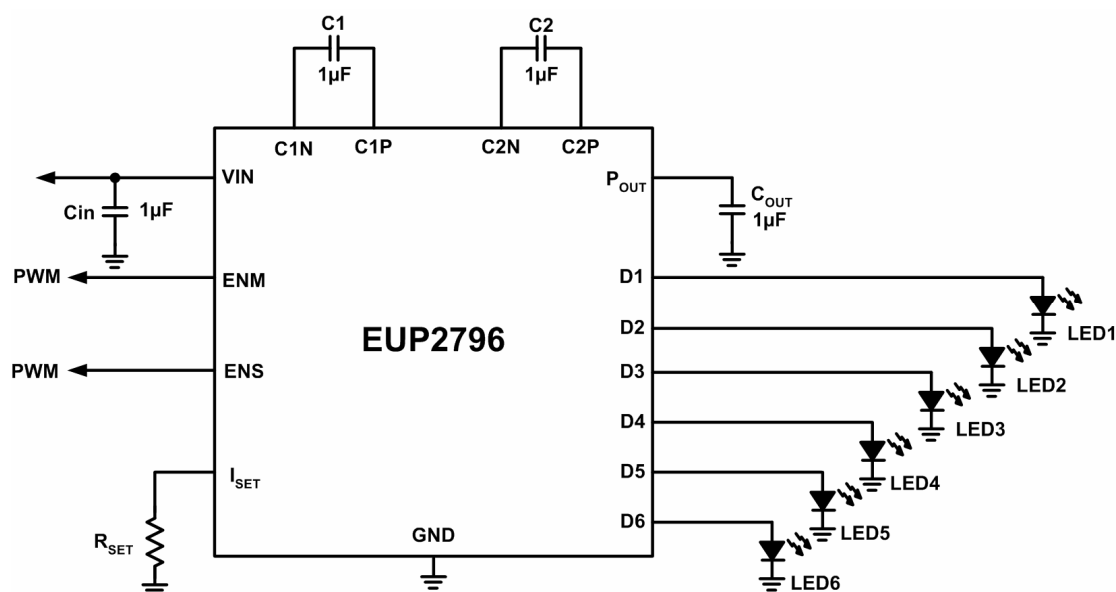 C1
1µF
C2
1µF
C1N
C1P
C2N
C2P
VIN
POUT
Cin
1µF
COUT
1µF
PWM
ENM
D1
LED1
EUP2796
D2
LED2
PWM
ENS
D3
LED3
D4
LED4
ISET
D5
LED5
D6
LED6
RSET
GND